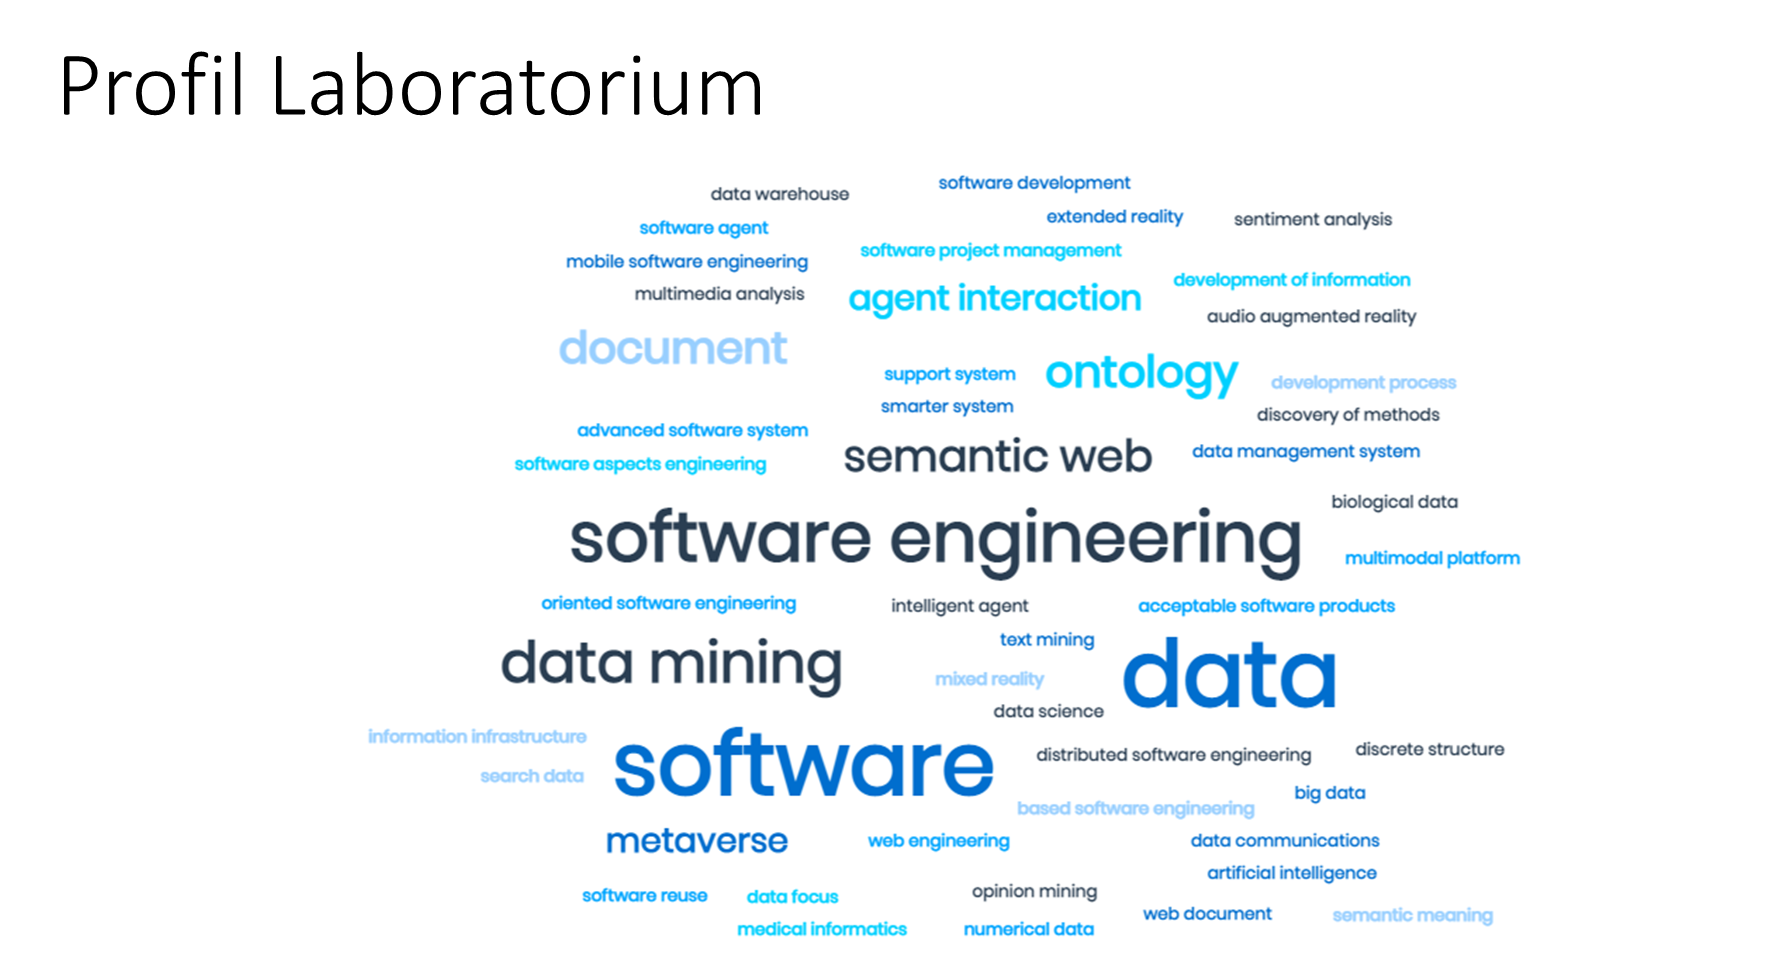 Profil Laboratorium
software development
data warehouse
extended reality
sentiment analysis
software agent
software project management
mobile software engineering
development of information
multimedia analysis
agent interaction
audio augmented reality
document
support system
ontology
development process
smarter system
discovery of methods
advanced software system
semantic web
data management system
software aspects engineering
biological data
software engineering
multimodal platform
oriented software engineering
intelligent agent
acceptable software products
text mining
data mining
data
mixed reality
data science
information infrastructure
software
distributed software engineering
discrete structure
search data
big data
based software engineering
metaverse
web engineering
data communications
artificial intelligence
software reuse
data focus
opinion mining
web document
semantic meaning
medical informatics
numerical data